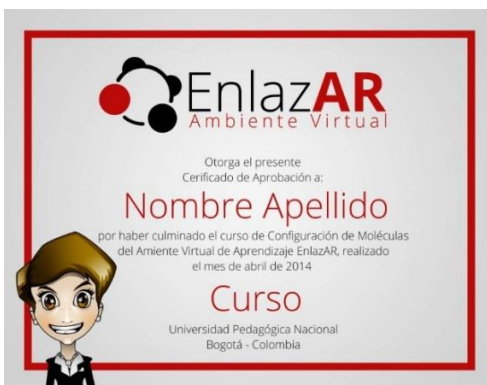 EnlazAR
Ambiente Virtual
Otorga el presente
Cerificado de Aprobación a:
Nombre Apellido
por haber culminado el curso de Configuración de Moléculas
del Amiente Virtual de Aprendizaje EnlazAR, realizado
el mes de abril de 2014
Curso
Universidad Pedagógica Nacional
Bogotá - Colombia